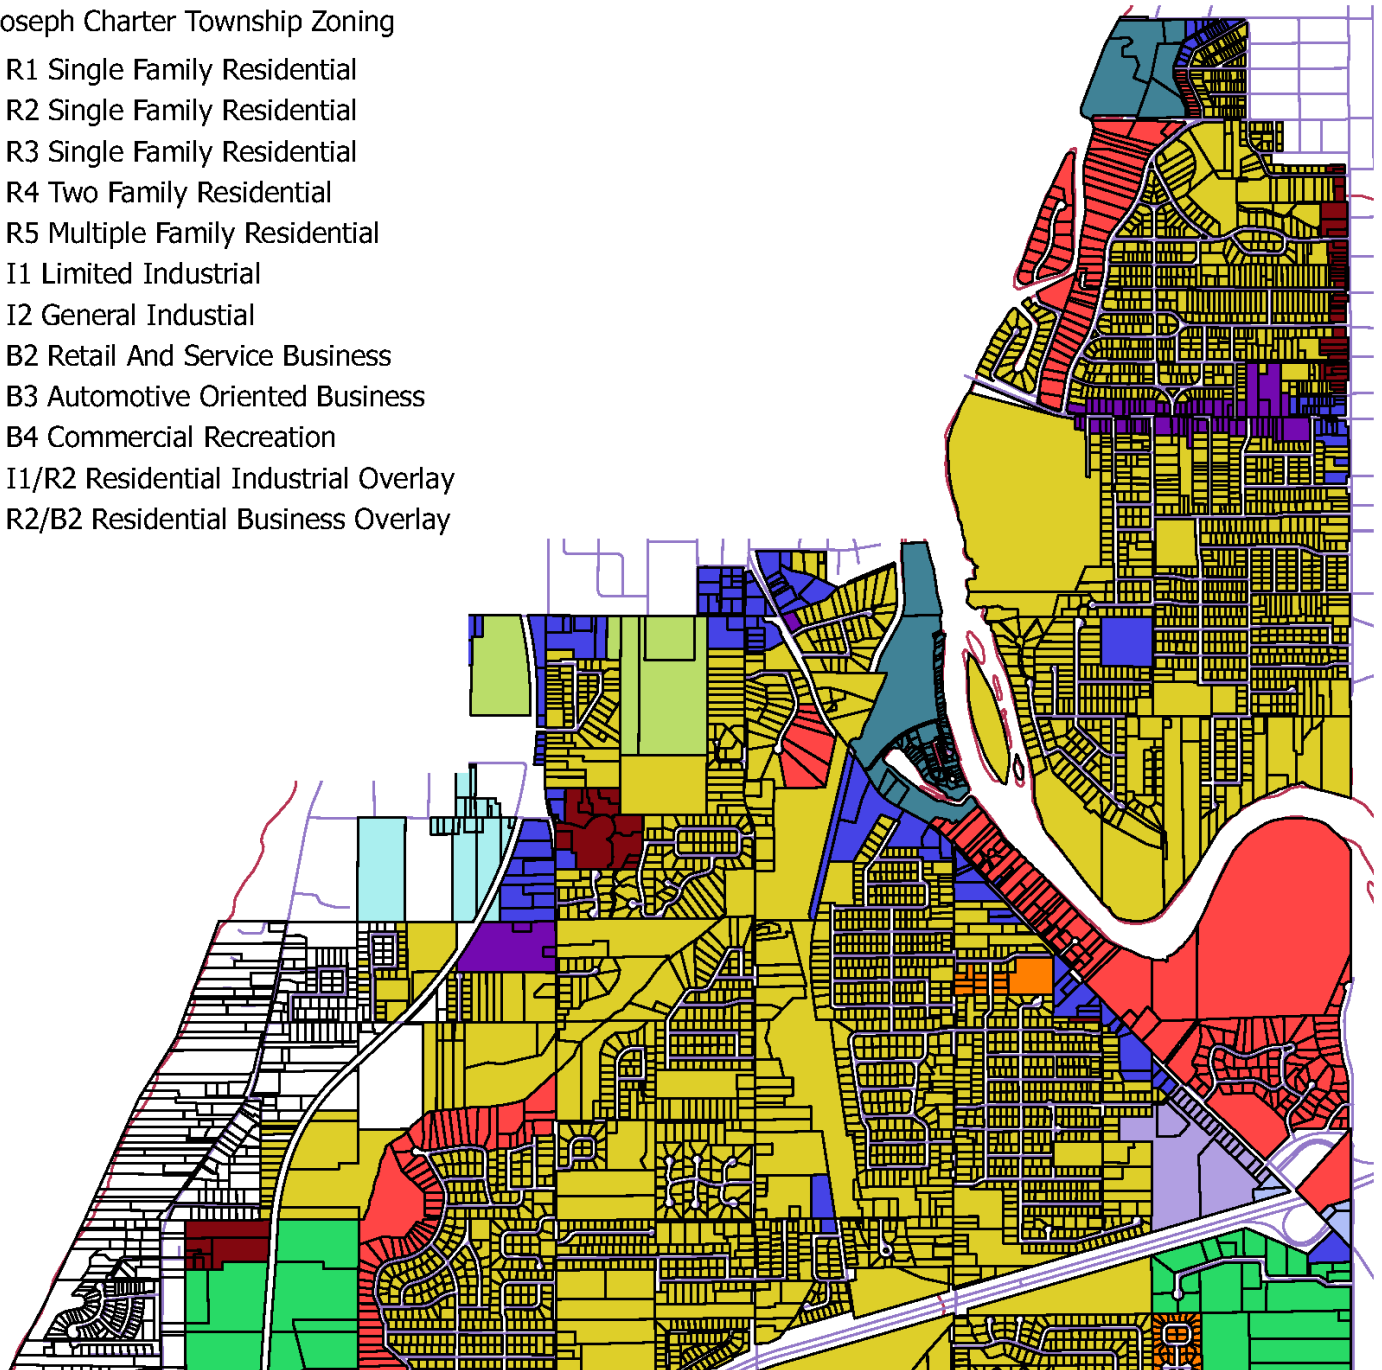 oseph Charter Township Zoning
R1 Single Family Residential
R2 Single Family Residential
R3 Single Family Residential
R4 Two Family Residential
R5 Multiple Family Residential
I1 Limited Industrial
I2 General Industial
B2 Retail And Service Business
B3 Automotive Oriented Business
B4 Commercial Recreation
I1/R2 Residential Industrial Overlay
R2/B2 Residential Business Overlay